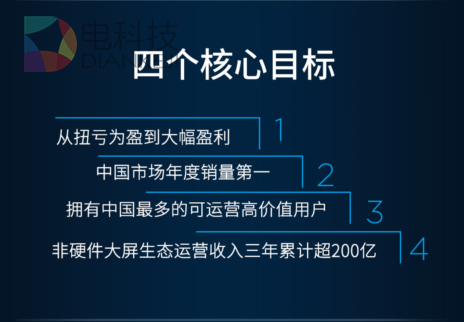 电科技
DIANKEJI
四个核心目标
从扭亏为盈到大幅盈利 1
中国市场年度销量第一 2
拥有中国最多的可运营高价值用户 3
非硬件大屏生态运营收入三年累计超200亿 4